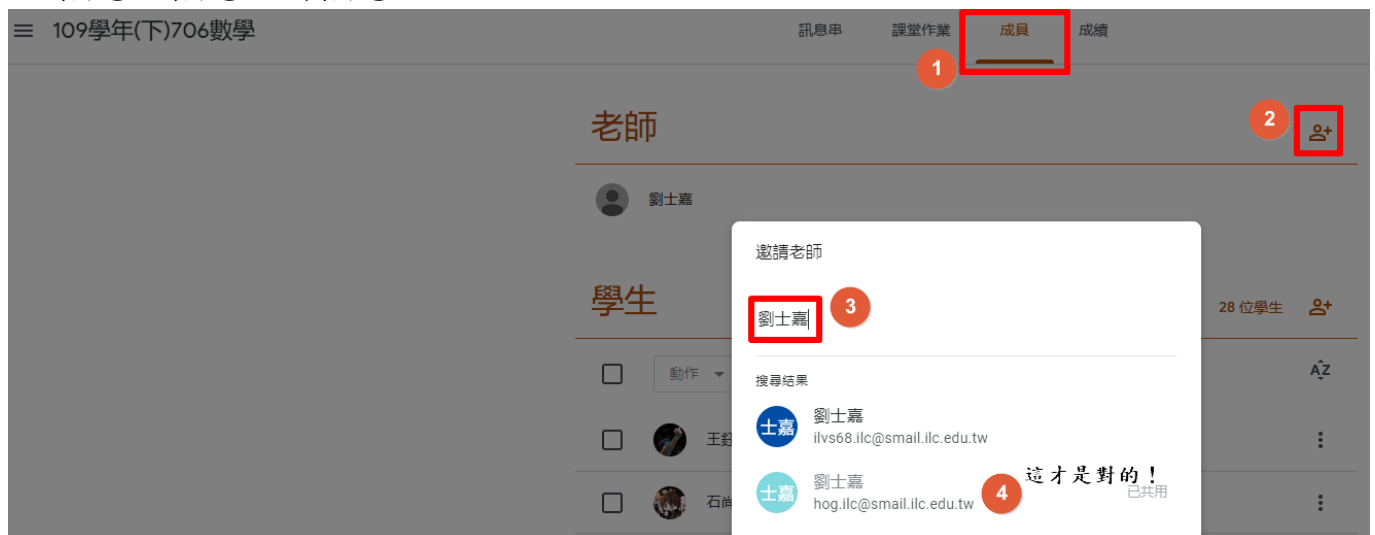 109學年(下)706數學
訊息串 課堂作業 成員 成績
1
老師
2
劉士嘉
邀請老師
學生
劉士嘉
3
28 位學生
動作
搜尋結果
AZ
士嘉
劉士嘉
ilvs68.ilc@smail.ilc.edu.tw
士嘉
劉士嘉
hog.ilc@smail.ilc.edu.tw
4
這才是對的!
已共用